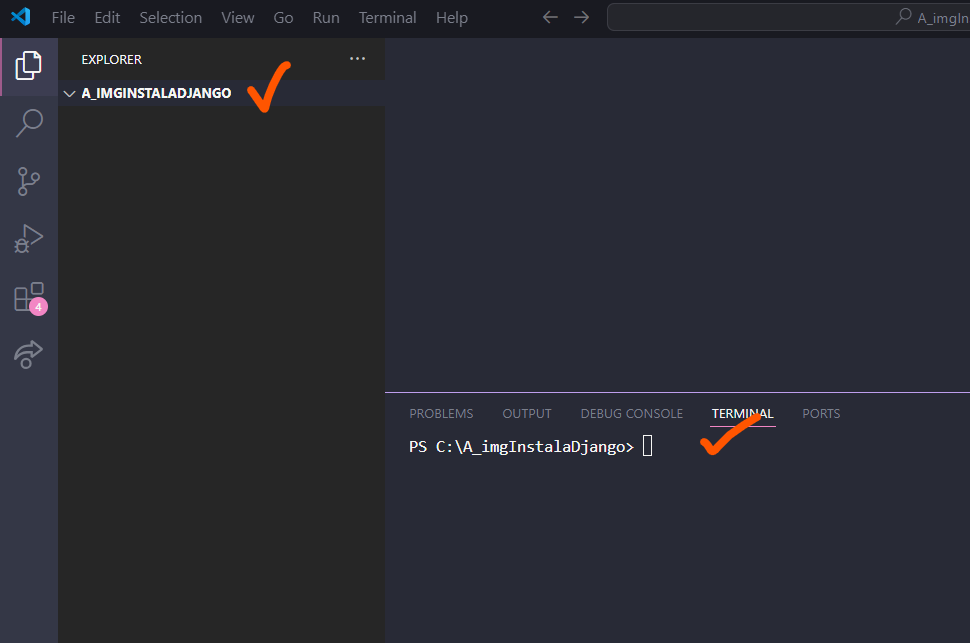 File Edit Selection View Go Run Terminal Help A_imgIn
EXPLORER
A_IMGINSTALADJANGO
4
PROBLEMS OUTPUT DEBUG CONSOLE TERMINAL PORTS
PS C:\A_imgInstalaDjango>